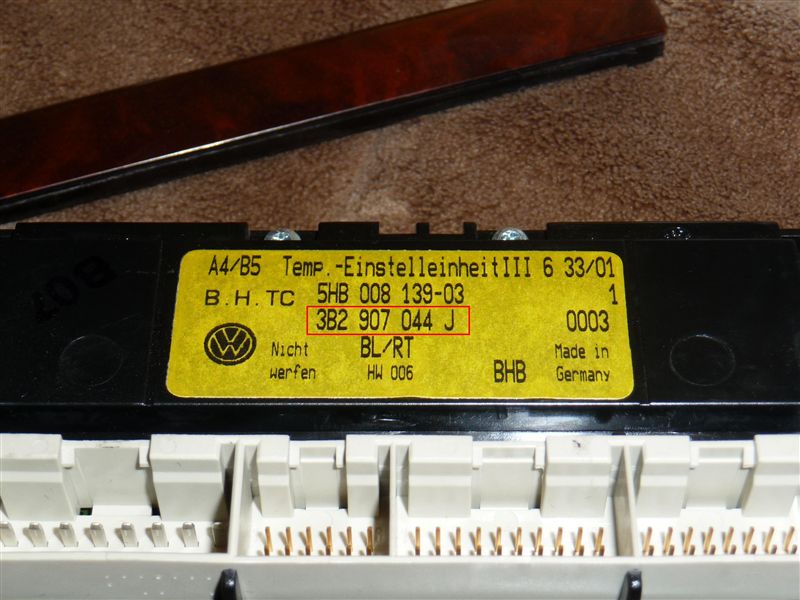 A4/B5 Temp.-EinstelleinheitIII 6 33/01
B.H.TC 5HB 008 139-03 1
3B2 907 044 J 0003
Nicht BL/RT Made in
werfen HW 006 BHB Germany
B07